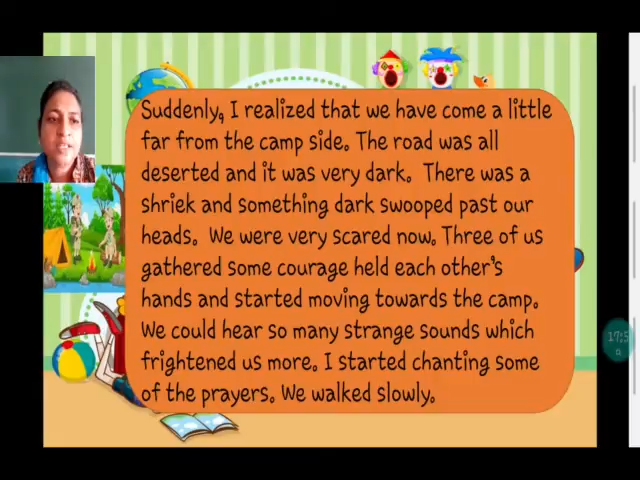 Suddenly, I realized that we have come a little
far from the camp side. The road was all
deserted and it was very dark. There was a
shriek and something dark swooped past our
heads. We were very scared now. Three of us
gathered some courage held each other's
hands and started moving towards the camp.
We could hear so many strange sounds which
frightened us more. I started chanting some
of the prayers. We walked slowly.